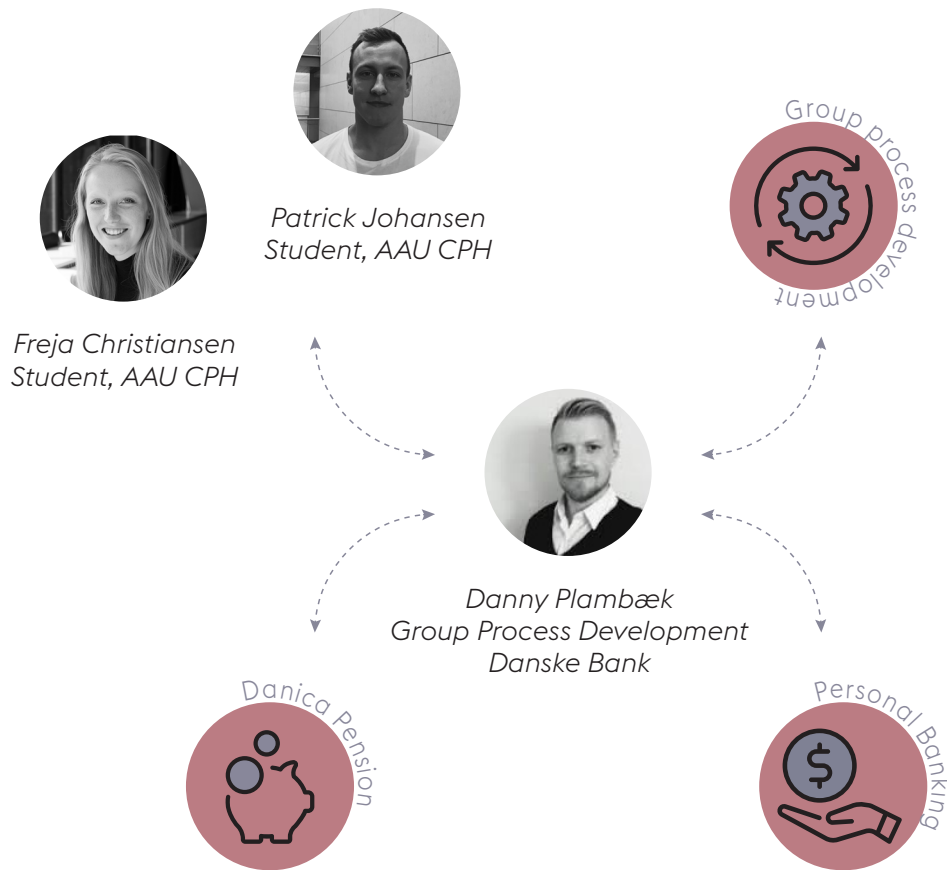 Patrick Johansen
Student, AAU CPH
Freja Christiansen
Student, AAU CPH
Group process development
Danny Plambæk
Group Process Development
Danske Bank
Danica Pension
Personal Banking
$